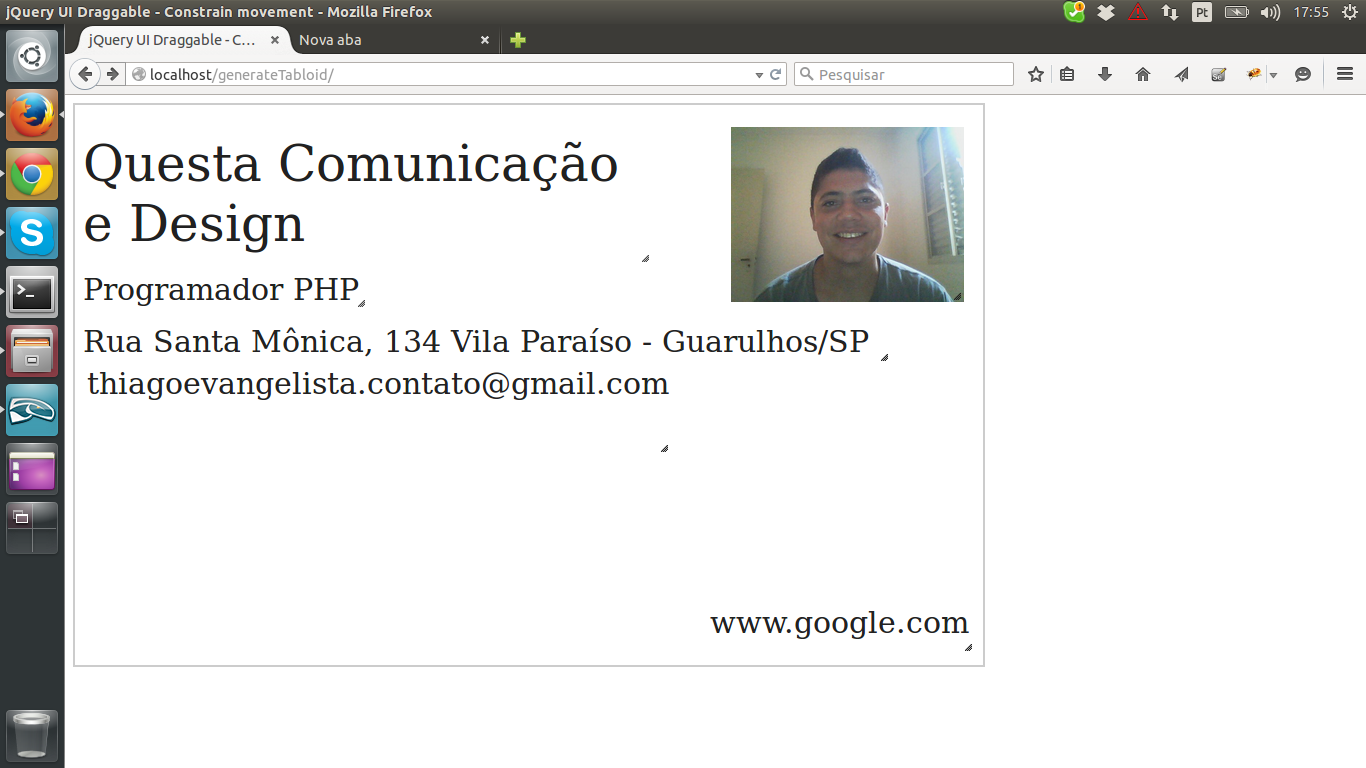 jQuery UI Draggable - Constrain movement - Mozilla Firefox
Pt
17:55
jQuery UI Draggable - C...
Nova aba
localhost/generateTabloid/
Pesquisar
Questa Comunicação
e Design
Programador PHP
Rua Santa Mônica, 134 Vila Paraíso - Guarulhos/SP
thiagoevangelista.contato@gmail.com
www.google.com